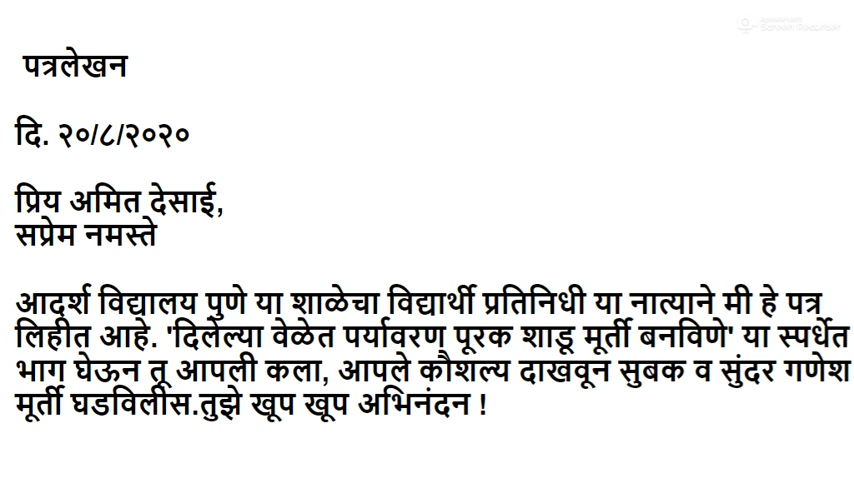 पत्रलेखन
दि. २०/८/२०२०
प्रिय अमित देसाई,
सप्रेम नमस्ते
आदर्श विद्यालय पुणे या शाळेचा विद्यार्थी प्रतिनिधी या नात्याने मी हे पत्र
लिहीत आहे. 'दिलेल्या वेळेत पर्यावरण पूरक शाडू मूर्ती बनविणे' या स्पर्धेत
भाग घेऊन तू आपली कला, आपले कौशल्य दाखवून सुबक व सुंदर गणेश
मूर्ती घडविलीस.तुझे खूप खूप अभिनंदन !